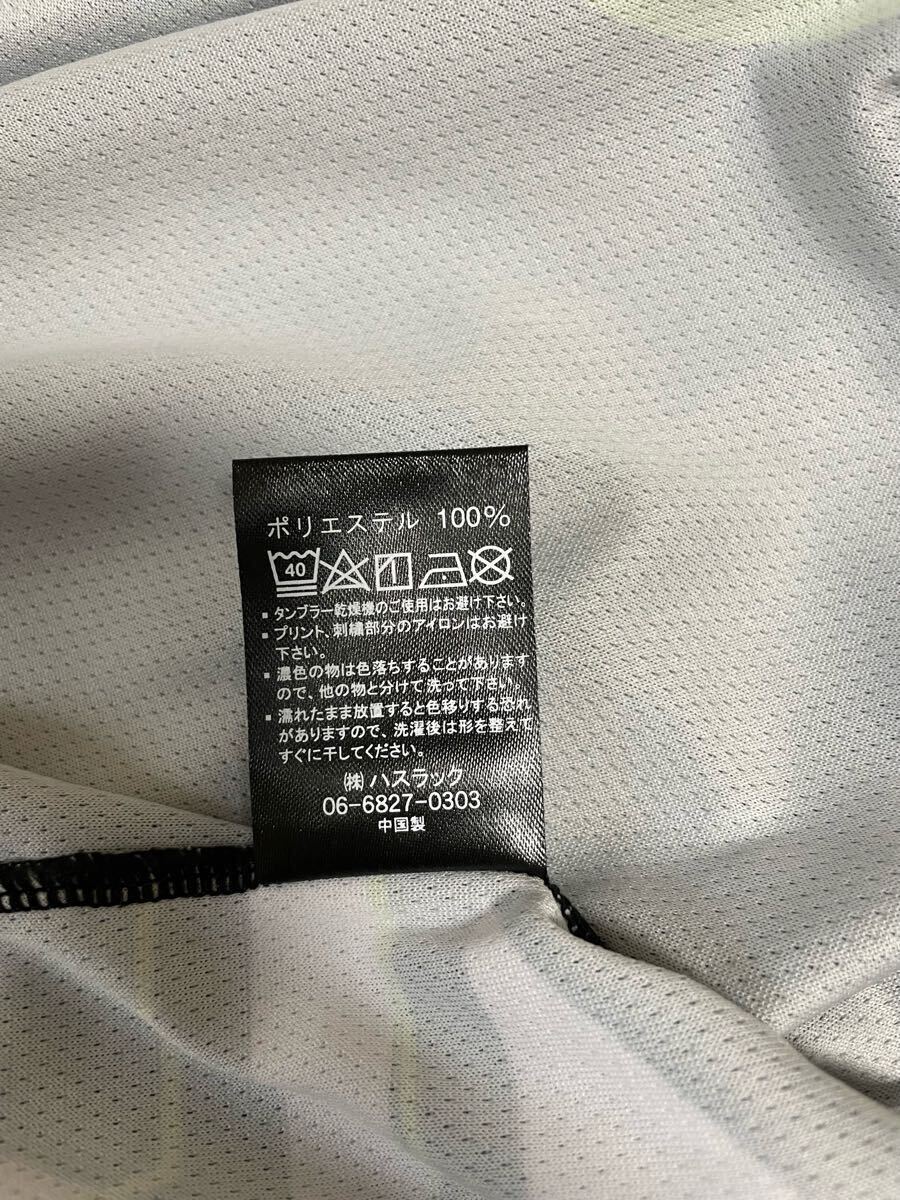 ポリエステル 100%
40
▪ タンブラー乾燥機のご使用はお避け下さい。
▪ プリント、刺繍部分のアイロンはお避け
下さい。
▪ 濃色の物は色落ちすることがあります
ので、他の物と分けて洗って下さい。
▪ 濡れたまま放置すると色移りする恐れ
がありますので、洗濯後は形を整えて
すぐに干してください。
㈱ ハスラック
06-6827-0303
中国製